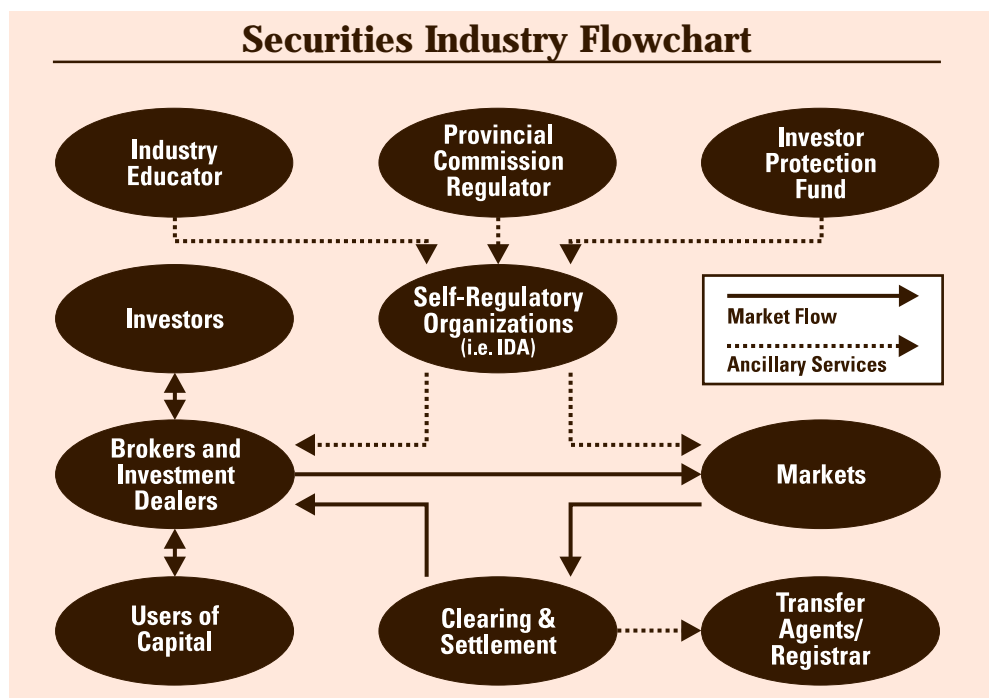 Securities Industry Flowchart
Industry
Educator
Provincial
Commission
Regulator
Investor
Protection
Fund
Investors
Self-Regulatory
Organizations
(i.e. IDA)
Market Flow
Ancillary Services
Brokers and
Investment
Dealers
Markets
Users of
Capital
Clearing &
Settlement
Transfer
Agents/
Registrar